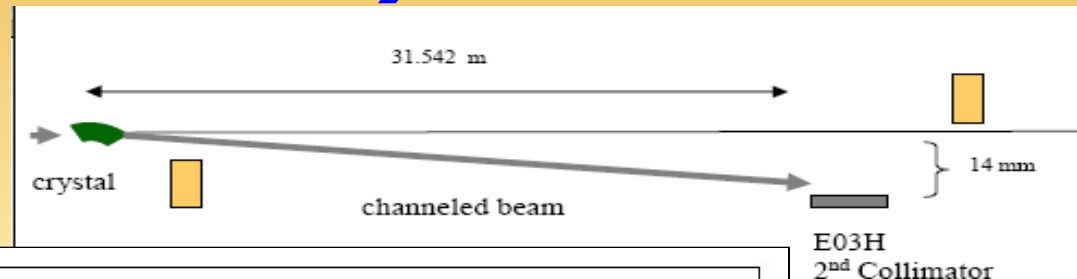 31.542 m
14 mm
crystal
channeled beam
E03H
2nd Collimator